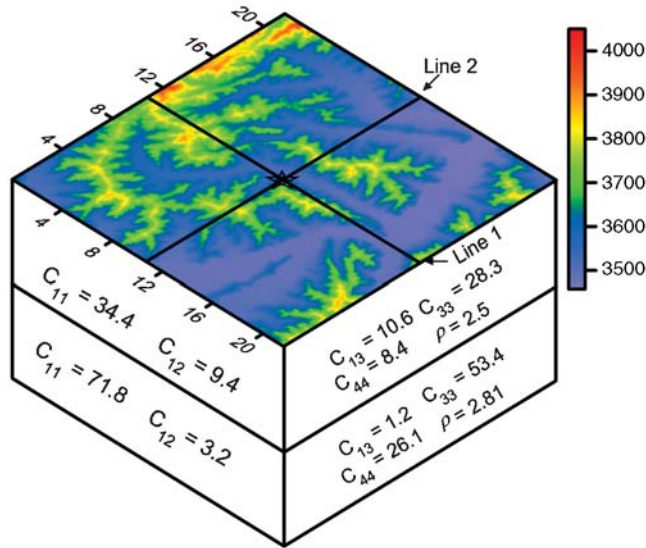 20
16
12
8
4
Line 2
4000
3900
3800
3700
3600
3500
4
8
12
16
20
Line 1
C₁₁ = 34.4
C₁₂ = 9.4
C₁₃ = 10.6 C₃₃ = 28.3
C₄₄ = 8.4 ρ = 2.5
C₁₁ = 71.8
C₁₂ = 3.2
C₁₃ = 1.2 C₃₃ = 53.4
C₄₄ = 26.1 ρ = 2.81